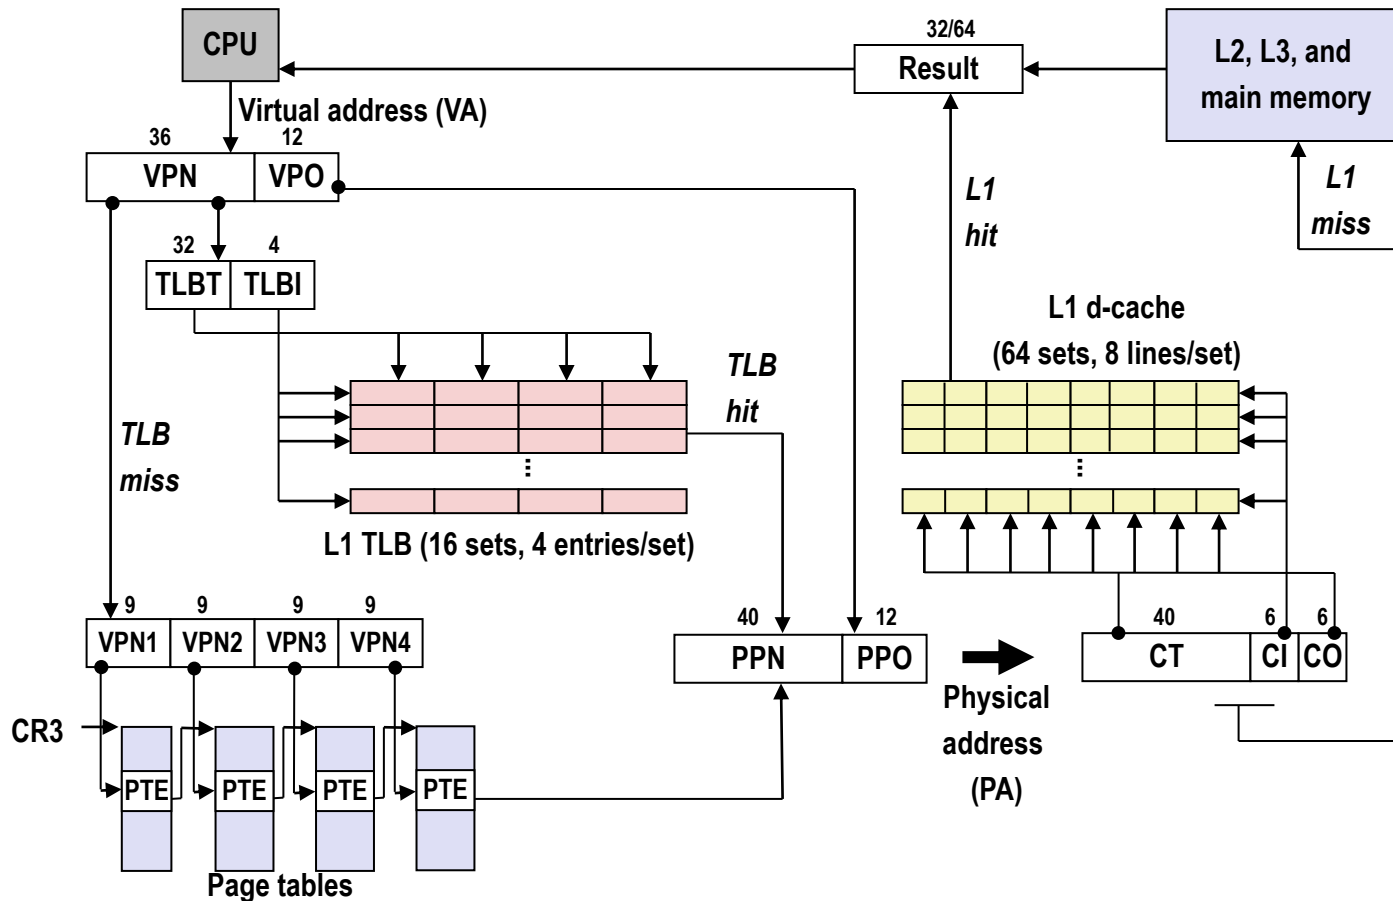 CPU
32/64
Result
L2, L3, and
main memory
Virtual address (VA)
36
12
VPN
VPO
L1
hit
L1
miss
32
4
TLBT
TLBI
L1 d-cache
(64 sets, 8 lines/set)
TLB
hit
TLB
miss
...
...
L1 TLB (16 sets, 4 entries/set)
9
9
9
9
VPN1
VPN2
VPN3
VPN4
40
12
PPN
PPO
40
6
6
CT
CI
CO
Physical
address
(PA)
CR3
PTE
PTE
PTE
PTE
Page tables